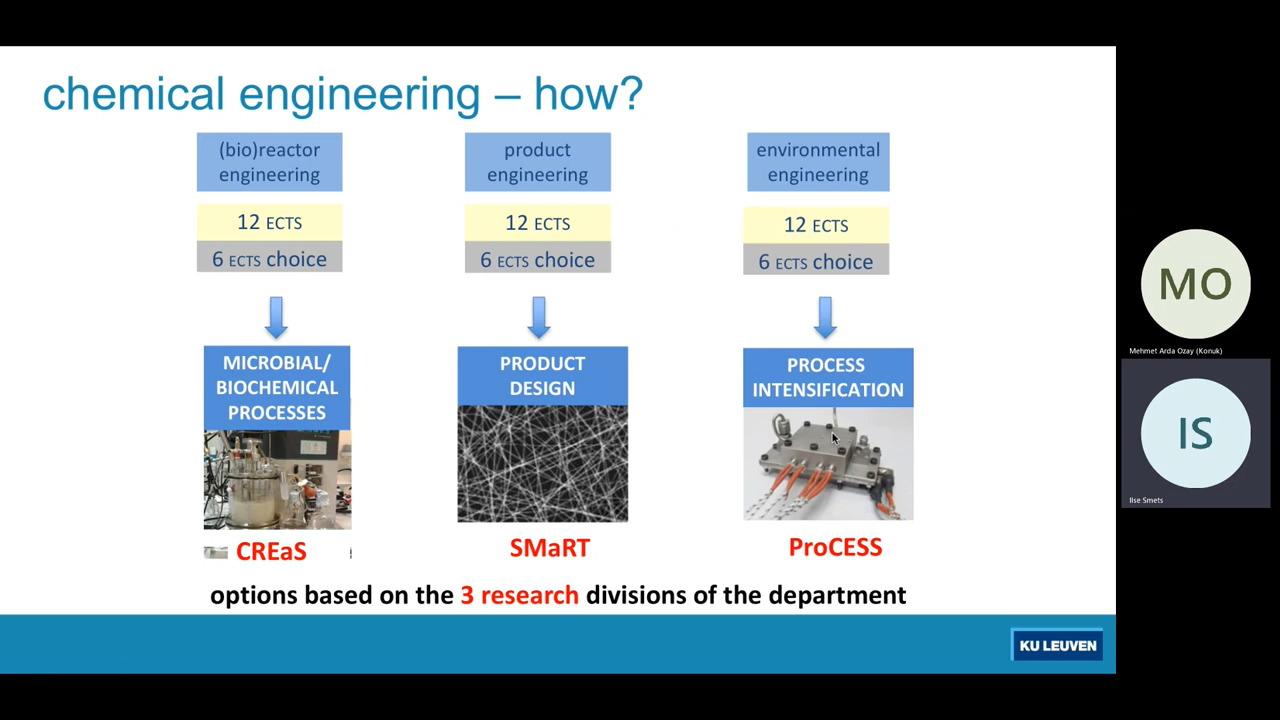 chemical engineering – how?
(bio)reactor
engineering
12 ECTS
6 ECTS choice
MICROBIAL/
BIOCHEMICAL
PROCESSES
CREaS
product
engineering
12 ECTS
6 ECTS choice
PRODUCT
DESIGN
SMaRT
environmental
engineering
12 ECTS
6 ECTS choice
PROCESS
INTENSIFICATION
ProCESS
options based on the 3 research divisions of the department
KU LEUVEN
MO
Mehmet Arda Ozay (Konuk)
IS
Ilse Smets